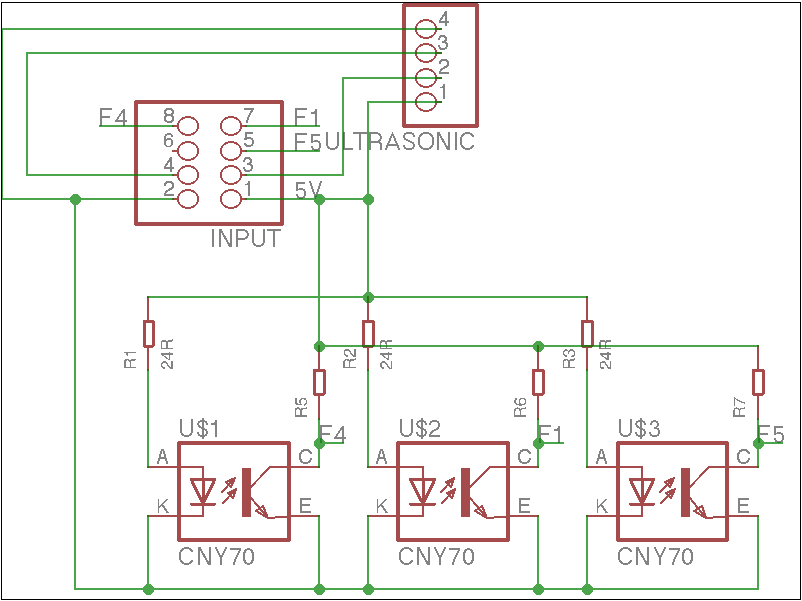 4
3
2
1
ULTRASONIC
F4 8 7 F1
6 5 F5
4 3
2 1 5V
INPUT
R1 24R
R2 24R
R3 24R
R5
R6
R7
U$1 F4
U$2 F1
U$3 F5
A C
A C
A C
K E
K E
K E
CNY70
CNY70
CNY70